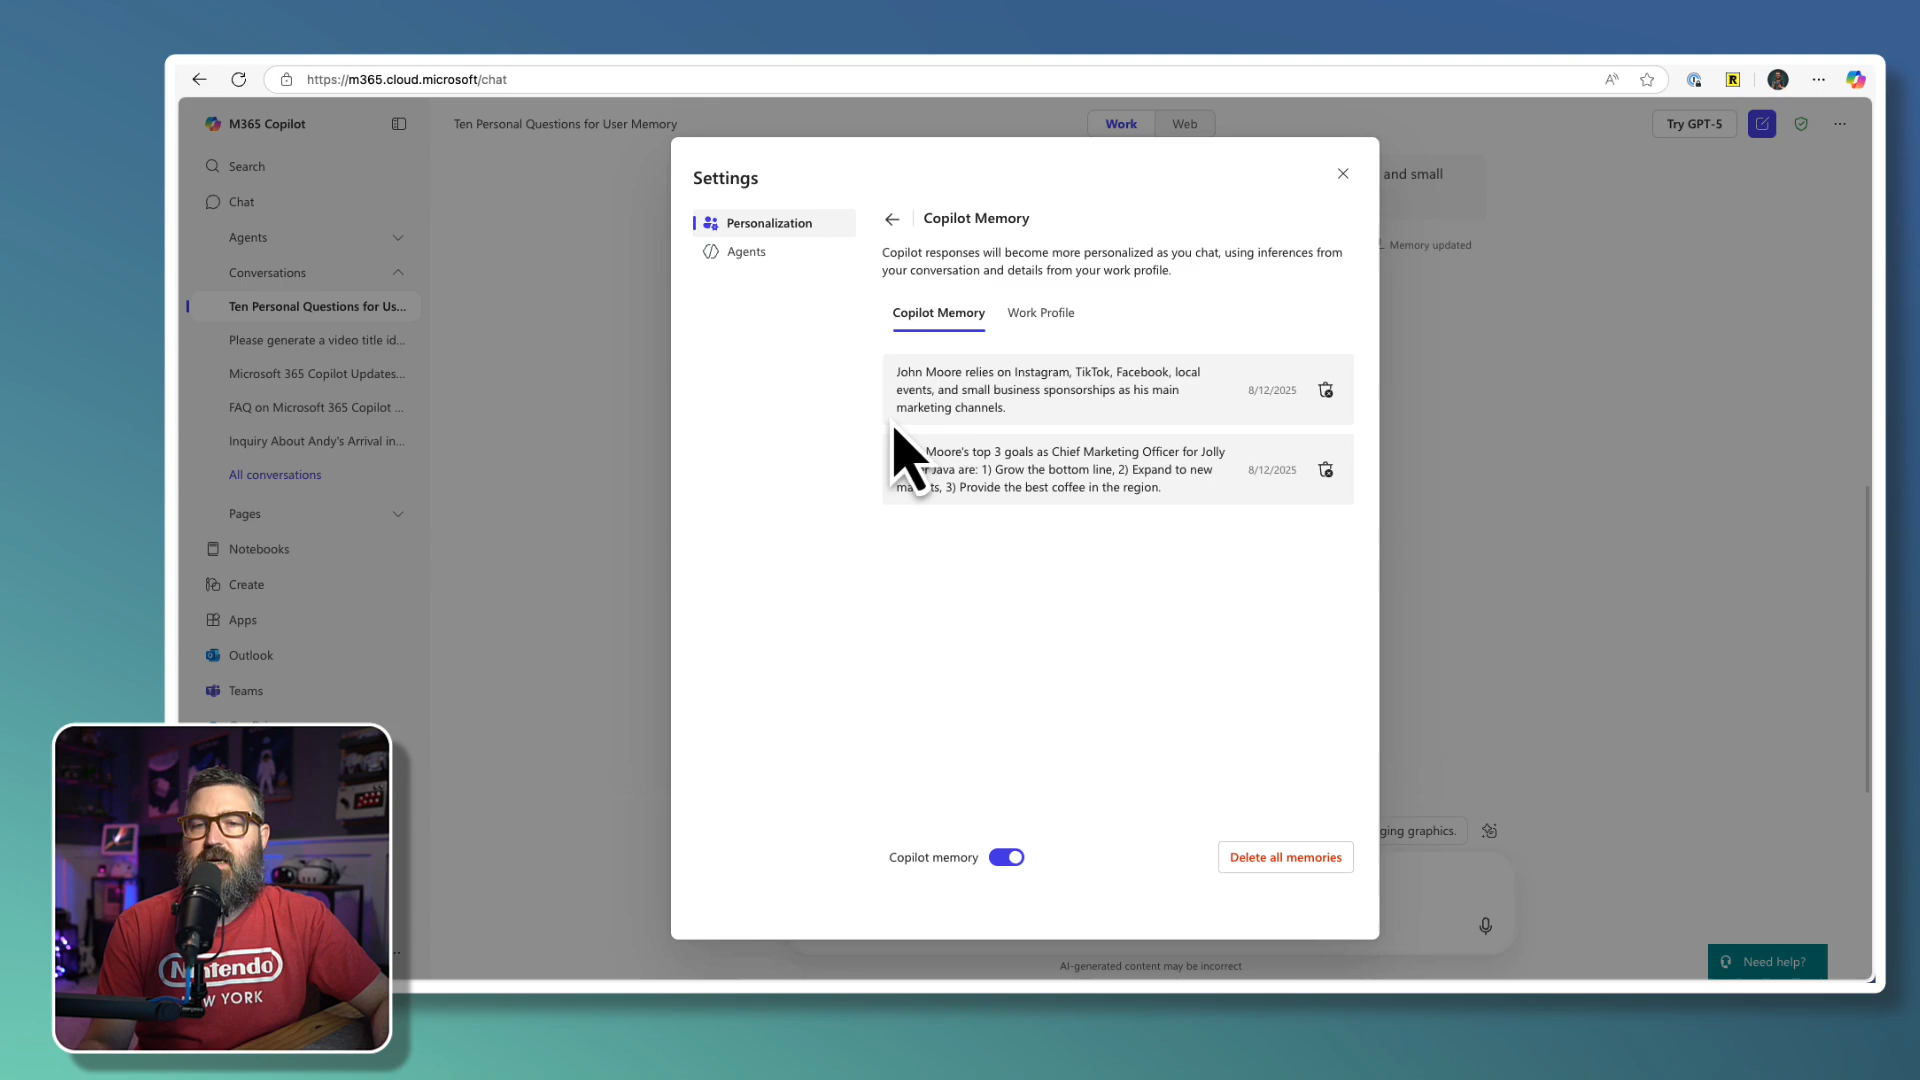 https://m365.cloud.microsoft/chat
M365 Copilot
Ten Personal Questions for User Memory
Work
Web
Try GPT-5
Search
Chat
Agents
Conversations
Ten Personal Questions for Us...
Please generate a video title id...
Microsoft 365 Copilot Updates...
FAQ on Microsoft 365 Copilot ...
Inquiry About Andy's Arrival in...
All conversations
Pages
Notebooks
Create
Apps
Outlook
Teams
and small
Memory updated
Settings
Personalization
Agents
Copilot Memory
Copilot responses will become more personalized as you chat, using inferences from
your conversation and details from your work profile.
Copilot Memory
Work Profile
John Moore relies on Instagram, TikTok, Facebook, local
events, and small business sponsorships as his main
marketing channels.
8/12/2025
Moore's top 3 goals as Chief Marketing Officer for Jolly
Java are: 1) Grow the bottom line, 2) Expand to new
3) Provide the best coffee in the region.
8/12/2025
Copilot memory
Delete all memories
ging graphics.
AI-generated content may be incorrect
Need help?
Nintendo
NEW YORK